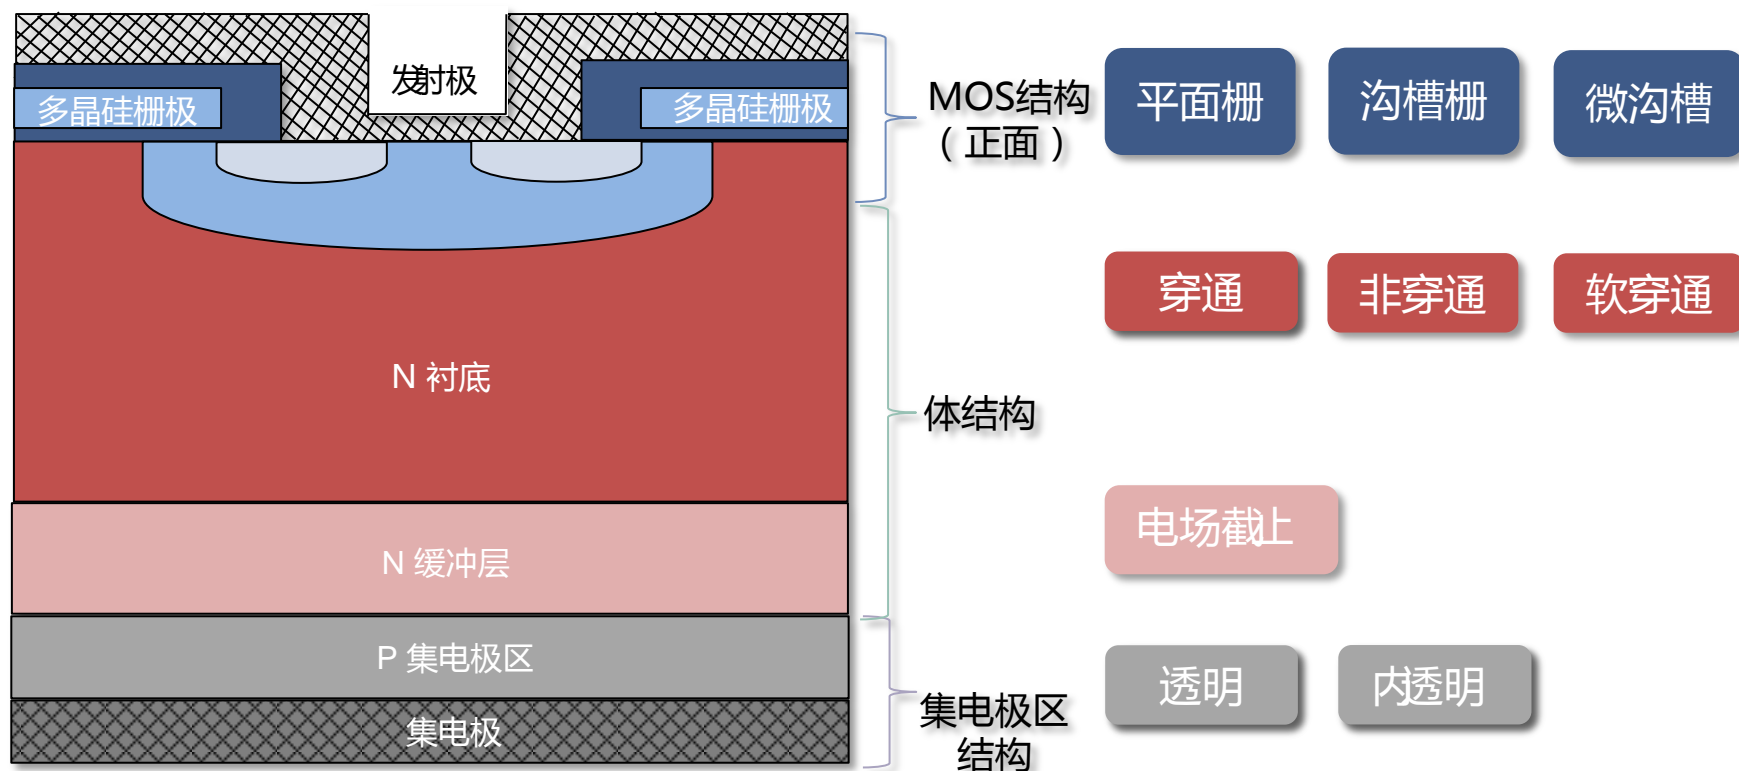 发射极
多晶硅栅极
多晶硅栅极
N 衬底
N 缓冲层
P 集电极区
集电极
MOS结构
（正面）
体结构
集电极区
结构
平面栅
沟槽栅
微沟槽
穿通
非穿通
软穿通
电场截止
透明
内透明